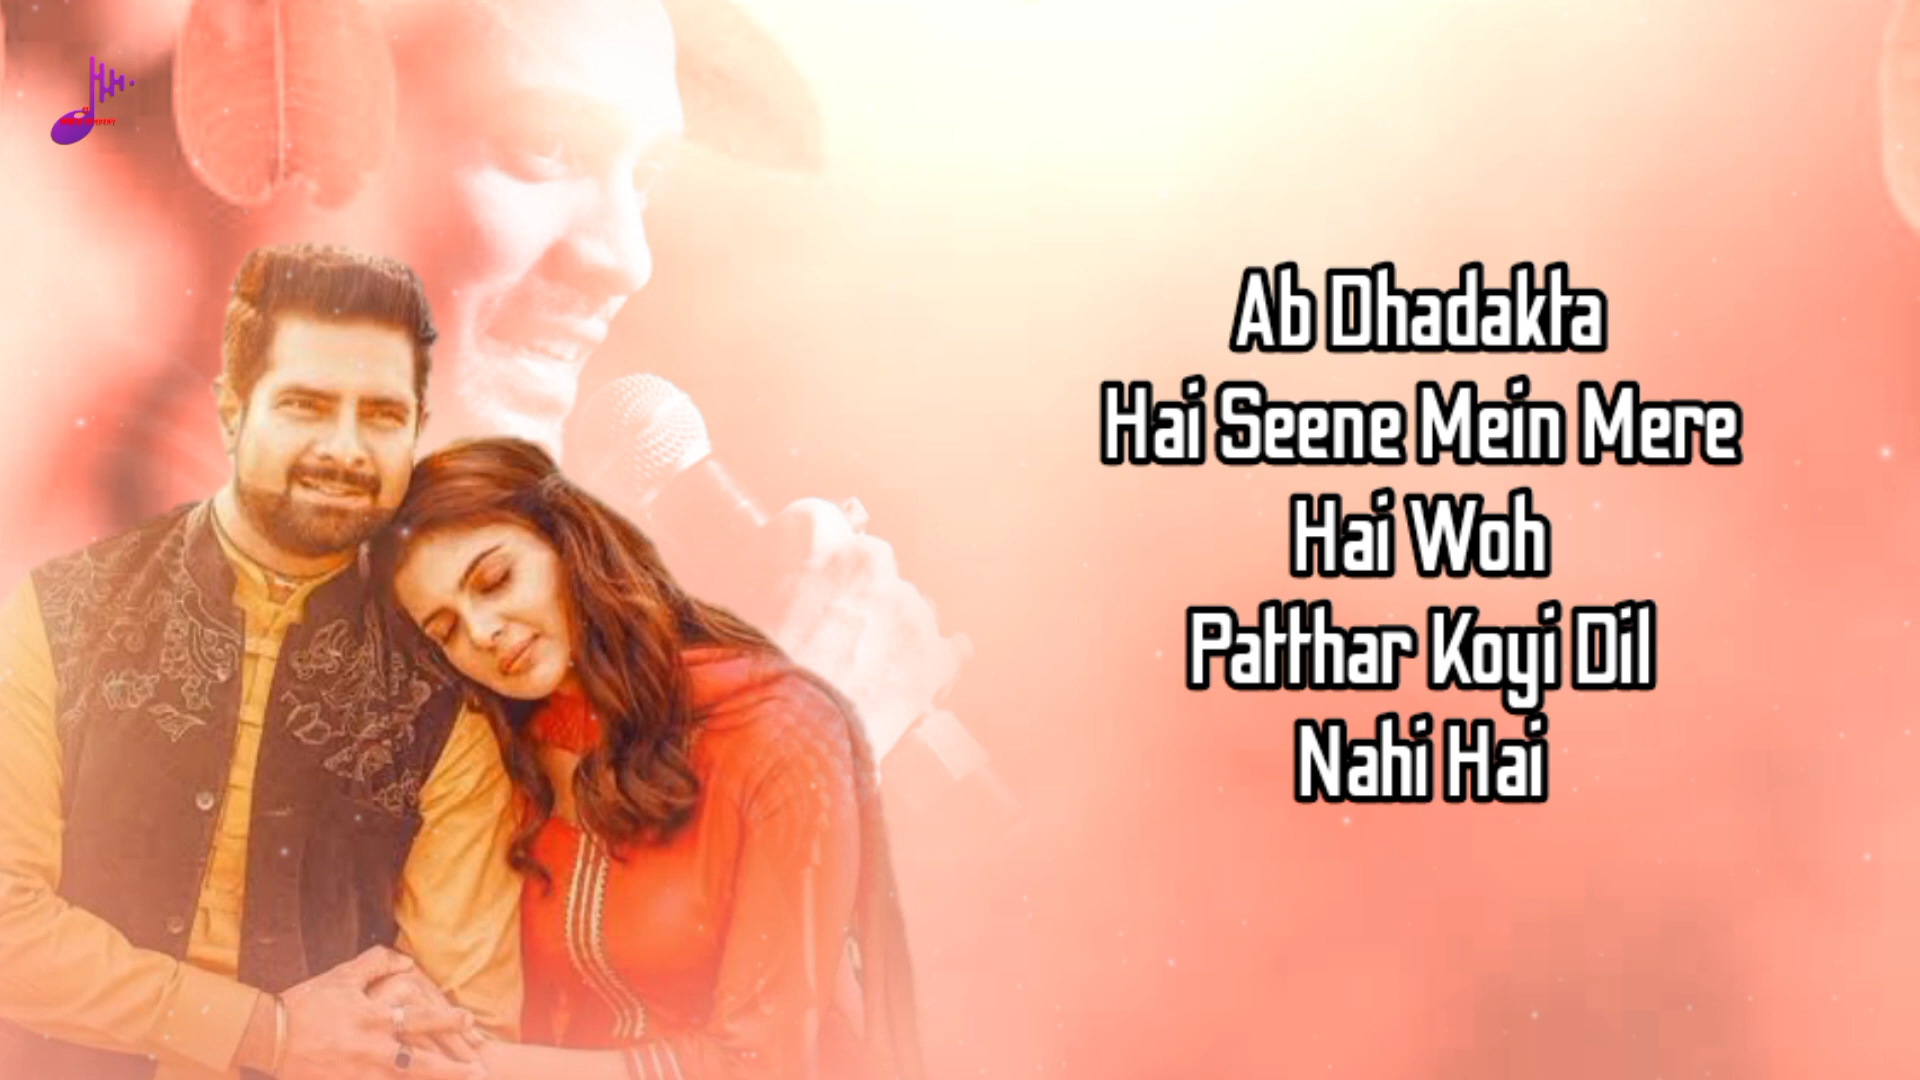 Ab Dhadakta
Hai Seene Mein Mere
Hai Woh
Patthar Koyi Dil
Nahi Hai